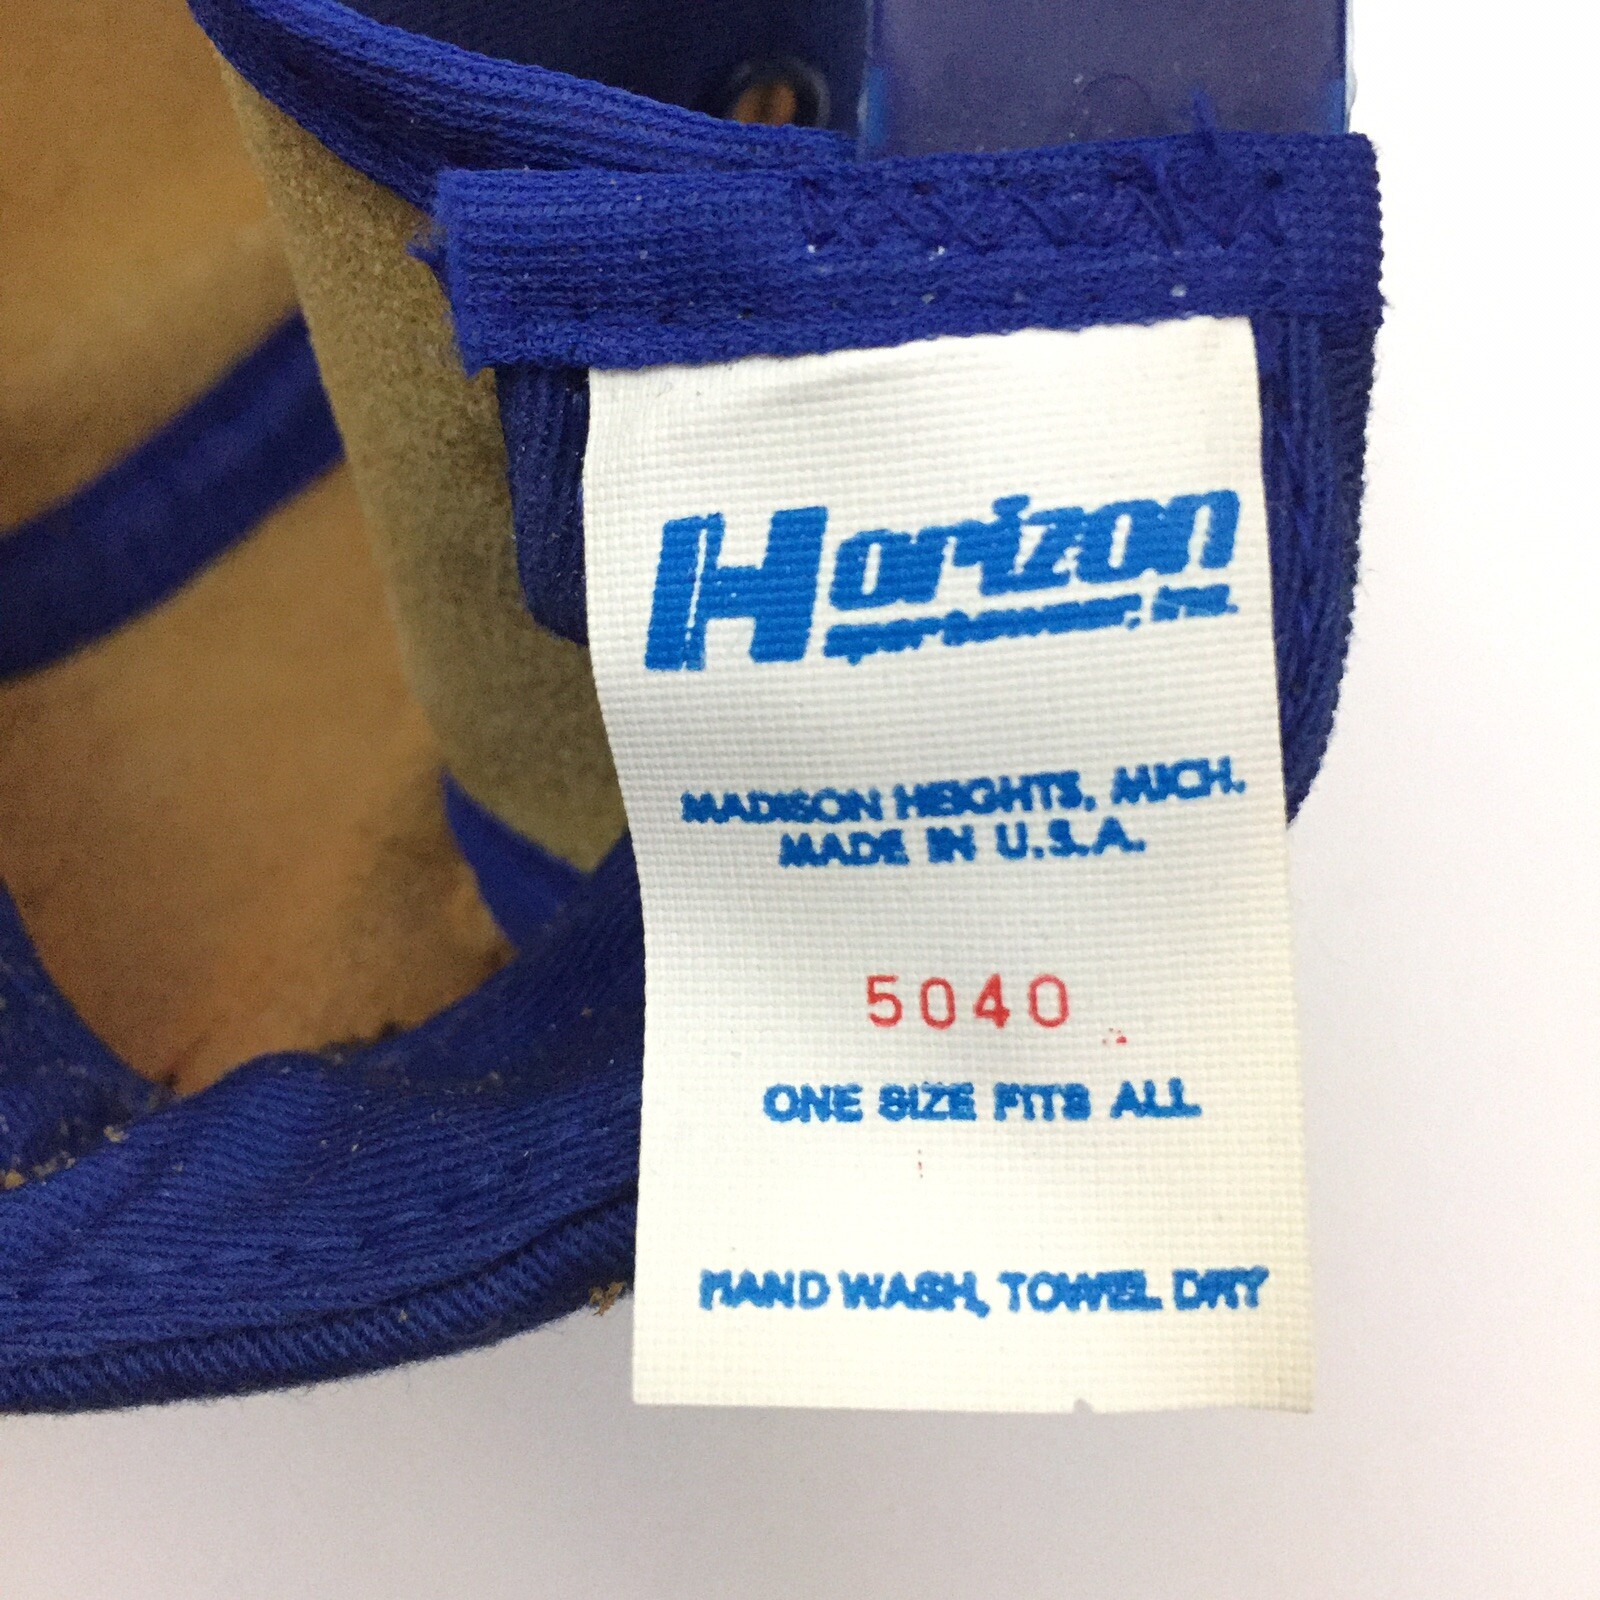 Horizon
Sportswear, Inc.
MADISON HEIGHTS, MICH.
MADE IN U.S.A.
5040
ONE SIZE FITS ALL
HAND WASH, TOWEL DRY